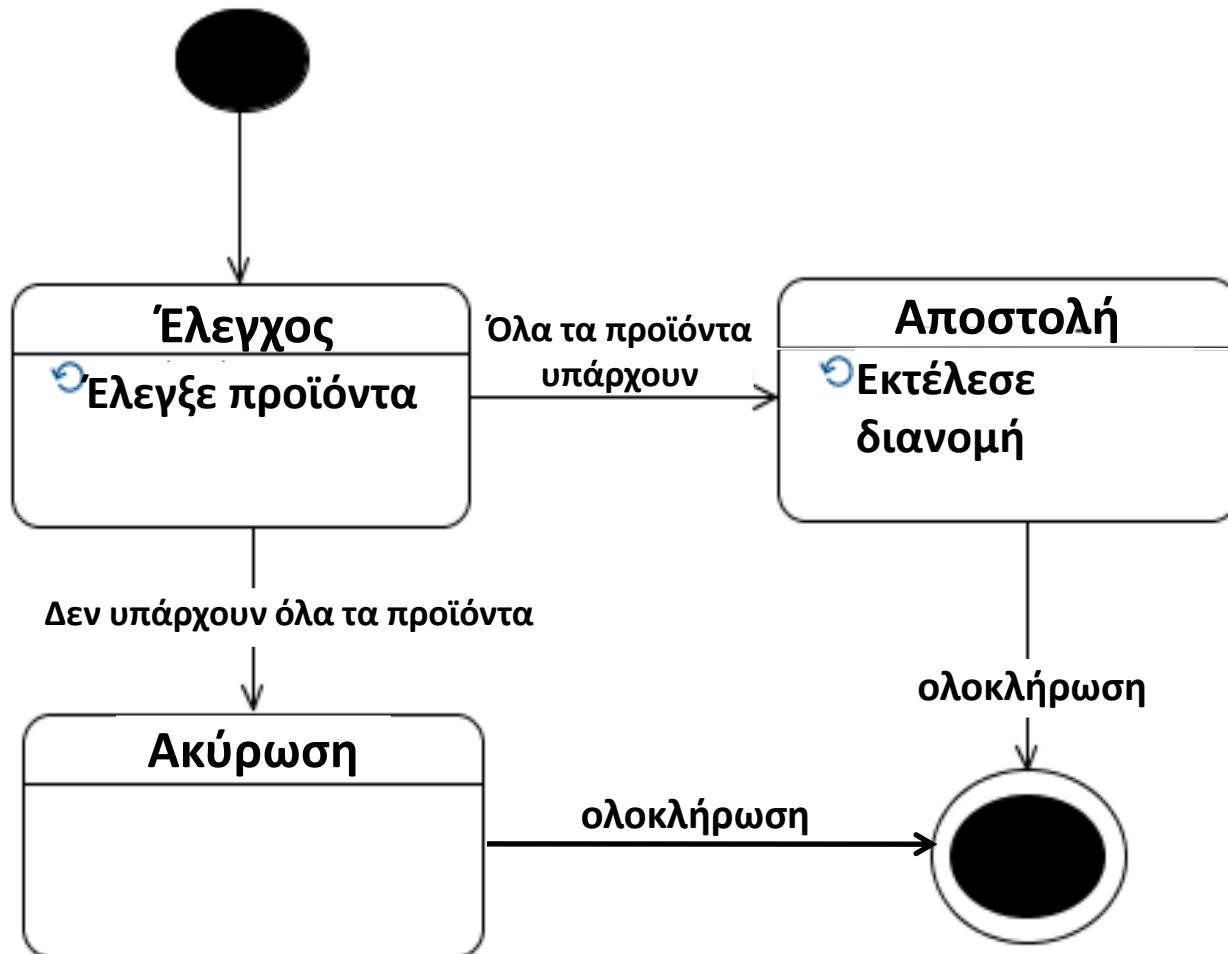 Έλεγχος
Έλεγξε προϊόντα
Όλα τα προϊόντα
υπάρχουν
Αποστολή
Εκτέλεσε
διανομή
Δεν υπάρχουν όλα τα προϊόντα
ολοκλήρωση
Ακύρωση
ολοκλήρωση